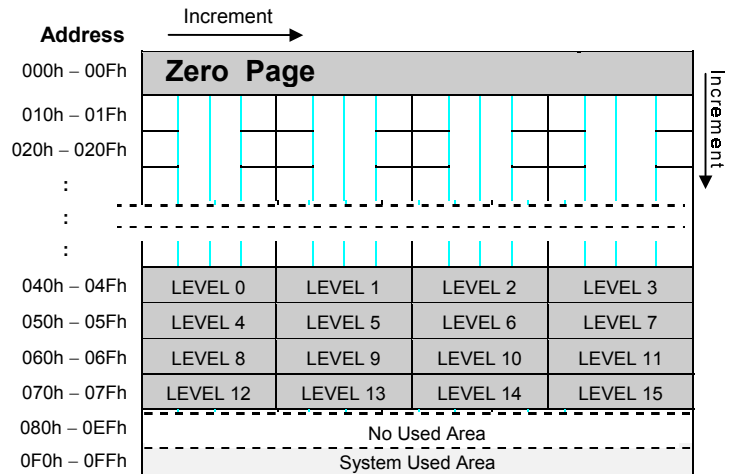 Increment
Address
000h – 00Fh Zero Page
Increment
010h – 01Fh
020h – 020Fh
:
:
:
040h – 04Fh LEVEL 0 LEVEL 1 LEVEL 2 LEVEL 3
050h – 05Fh LEVEL 4 LEVEL 5 LEVEL 6 LEVEL 7
060h – 06Fh LEVEL 8 LEVEL 9 LEVEL 10 LEVEL 11
070h – 07Fh LEVEL 12 LEVEL 13 LEVEL 14 LEVEL 15
080h – 0EFh No Used Area
0F0h – 0FFh System Used Area